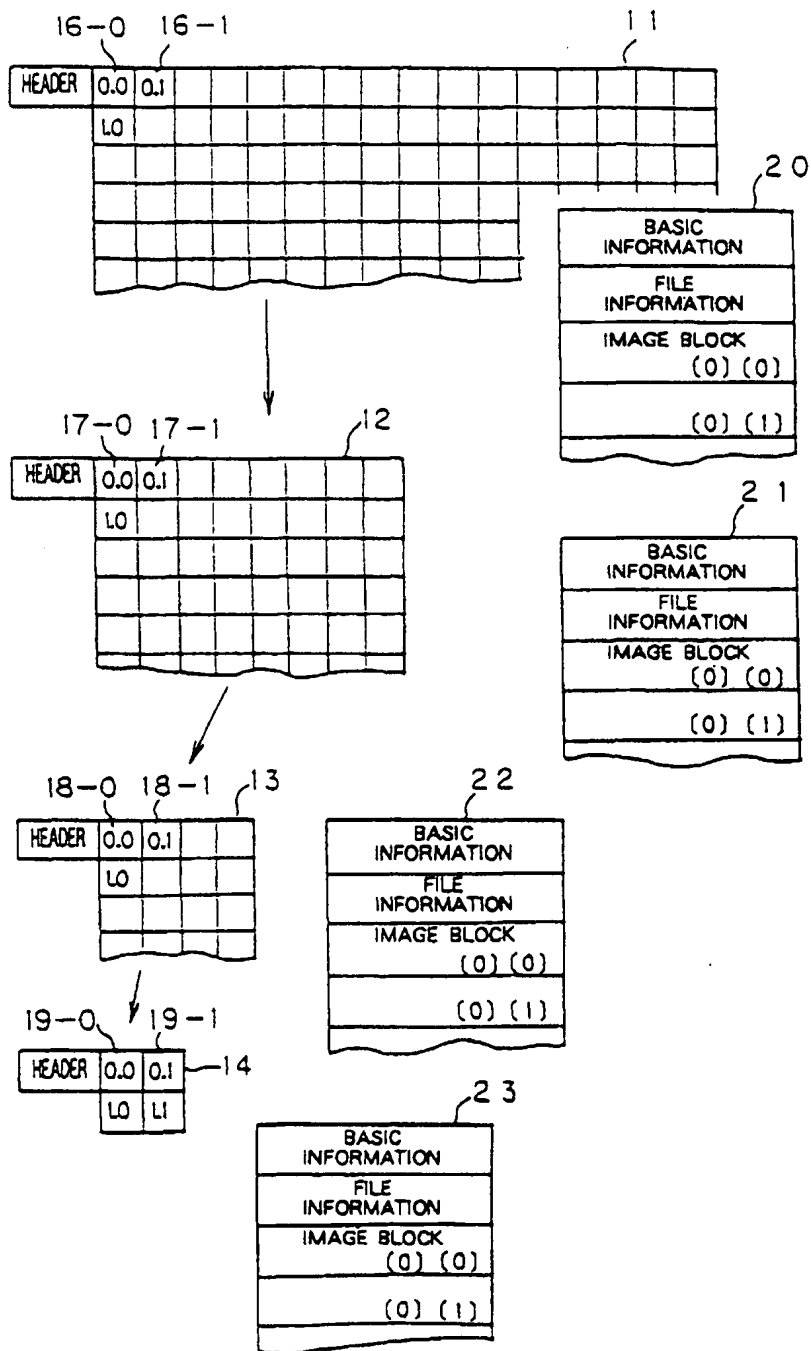 16-0 16-1 11
HEADER 0.0 0.1
1.0
20
BASIC
INFORMATION
FILE
INFORMATION
IMAGE BLOCK
(0) (0)
(0) (1)
17-0 17-1 12
HEADER 0.0 0.1
1.0
21
BASIC
INFORMATION
FILE
INFORMATION
IMAGE BLOCK
(0) (0)
(0) (1)
18-0 18-1 13
HEADER 0.0 0.1
1.0
22
BASIC
INFORMATION
FILE
INFORMATION
IMAGE BLOCK
(0) (0)
(0) (1)
19-0 19-1
HEADER 0.0 0.1 14
1.0 1.1
23
BASIC
INFORMATION
FILE
INFORMATION
IMAGE BLOCK
(0) (0)
(0) (1)